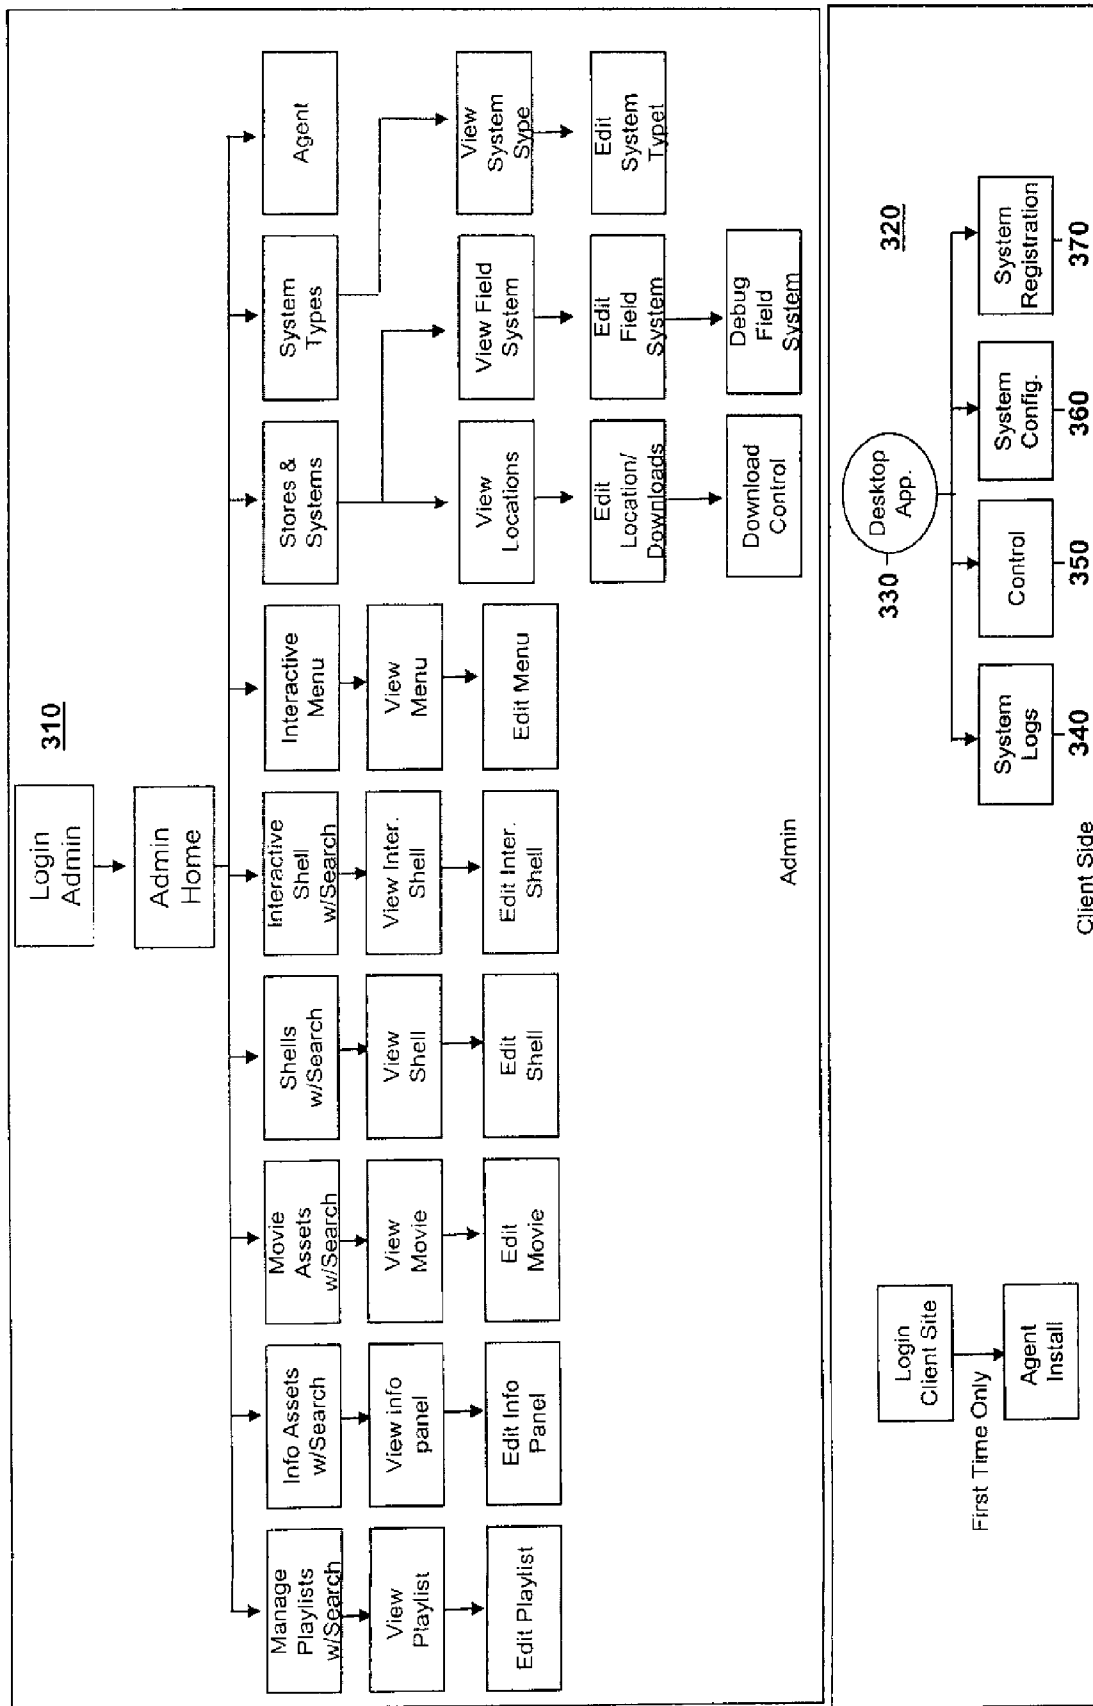 310
Login
Admin
Admin
Home
Manage
Playlists
w/Search
Info Assets
w/Search
Movie
Assets
w/Search
Shells
w/Search
Interactive
Shell
w/Search
Interactive
Menu
Stores &
Systems
System
Types
Agent
View
Playlist
View info
panel
View
Movie
View
Shell
View Inter.
Shell
View
Menu
View
Locations
View Field
System
View
System
Sype
Edit Playlist
Edit Info
Panel
Edit
Movie
Edit
Shell
Edit Inter.
Shell
Edit Menu
Edit
Location/
Downloads
Edit
Field
System
Edit
System
Typet
Download
Control
Debug
Field
System
Admin
320
Login
Client Site
First Time Only
Agent
Install
330
Desktop
App.
System
Logs
Control
System
Config.
System
Registration
340
350
360
370
Client Side